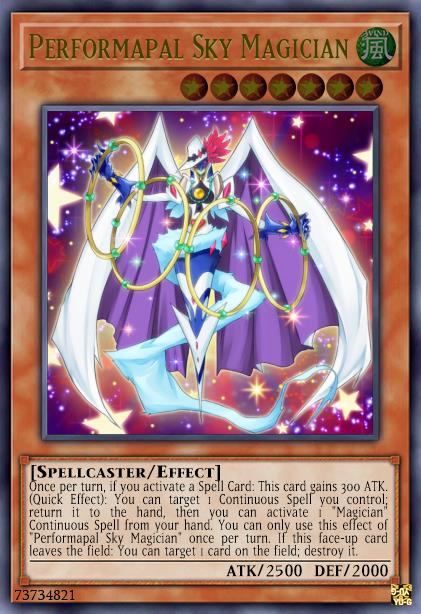 PERFORMAPAL SKY MAGICIAN
WIND
風
[SPELLCASTER/EFFECT]
Once per turn, if you activate a Spell Card: This card gains 300 ATK.
(Quick Effect): You can target 1 Continuous Spell you control;
return it to the hand, then you can activate 1 "Magician"
Continuous Spell from your hand. You can only use this effect of
"Performapal Sky Magician" once per turn. If this face-up card
leaves the field: You can target 1 card on the field; destroy it.
ATK/2500 DEF/2000
73734821